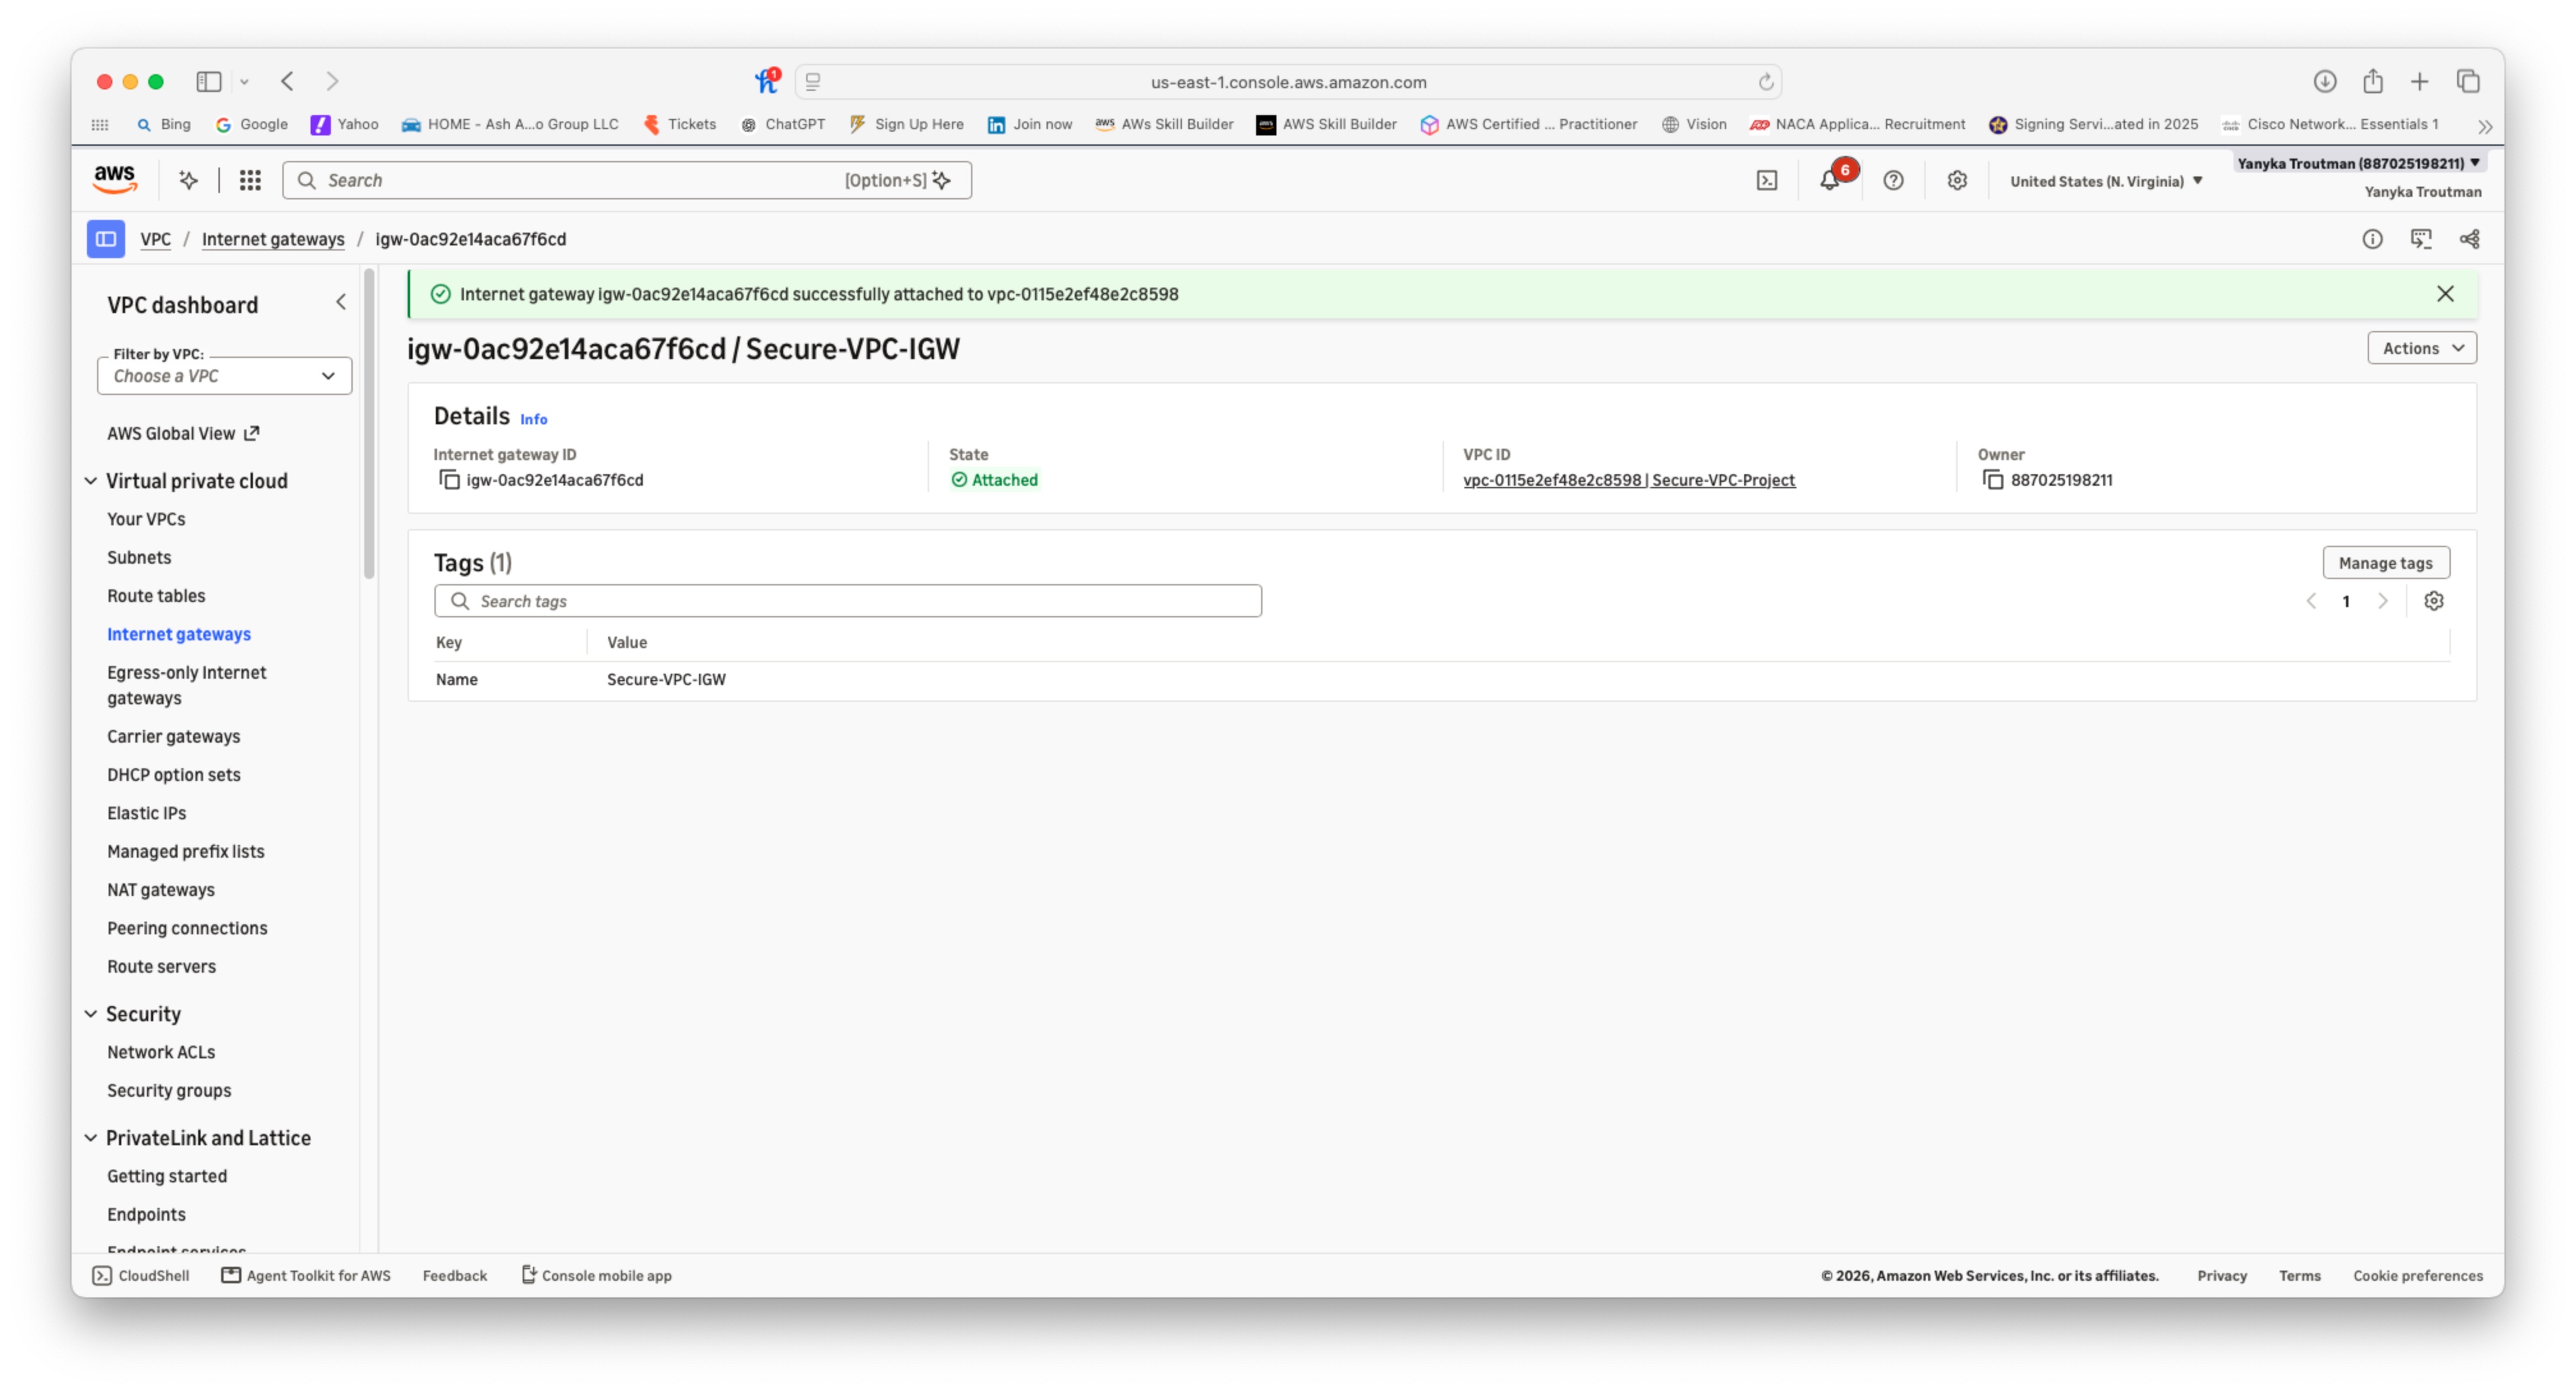 1
us-east-1.console.aws.amazon.com
Bing Google Yahoo HOME - Ash A...o Group LLC Tickets ChatGPT Sign Up Here Join now AWs Skill Builder AWS Skill Builder AWS Certified ... Practitioner Vision NACA Applica... Recruitment Signing Servi...ated in 2025 Cisco Network... Essentials 1
aws Search [Option+S] 6 United States (N. Virginia) Yanyka Troutman (887025198211)
Yanyka Troutman
VPC / Internet gateways / igw-0ac92e14aca67f6cd
VPC dashboard
Filter by VPC:
Choose a VPC
AWS Global View
Virtual private cloud
Your VPCs
Subnets
Route tables
Internet gateways
Egress-only Internet
gateways
Carrier gateways
DHCP option sets
Elastic IPs
Managed prefix lists
NAT gateways
Peering connections
Route servers
Security
Network ACLs
Security groups
PrivateLink and Lattice
Getting started
Endpoints
Endpoint services
Internet gateway igw-0ac92e14aca67f6cd successfully attached to vpc-0115e2ef48e2c8598
igw-0ac92e14aca67f6cd / Secure-VPC-IGW
Actions
Details Info
Internet gateway ID
igw-0ac92e14aca67f6cd
State
Attached
VPC ID
vpc-0115e2ef48e2c8598 | Secure-VPC-Project
Owner
887025198211
Tags (1)
Manage tags
Search tags
1
Key Value
Name Secure-VPC-IGW
CloudShell Agent Toolkit for AWS Feedback Console mobile app © 2026, Amazon Web Services, Inc. or its affiliates. Privacy Terms Cookie preferences